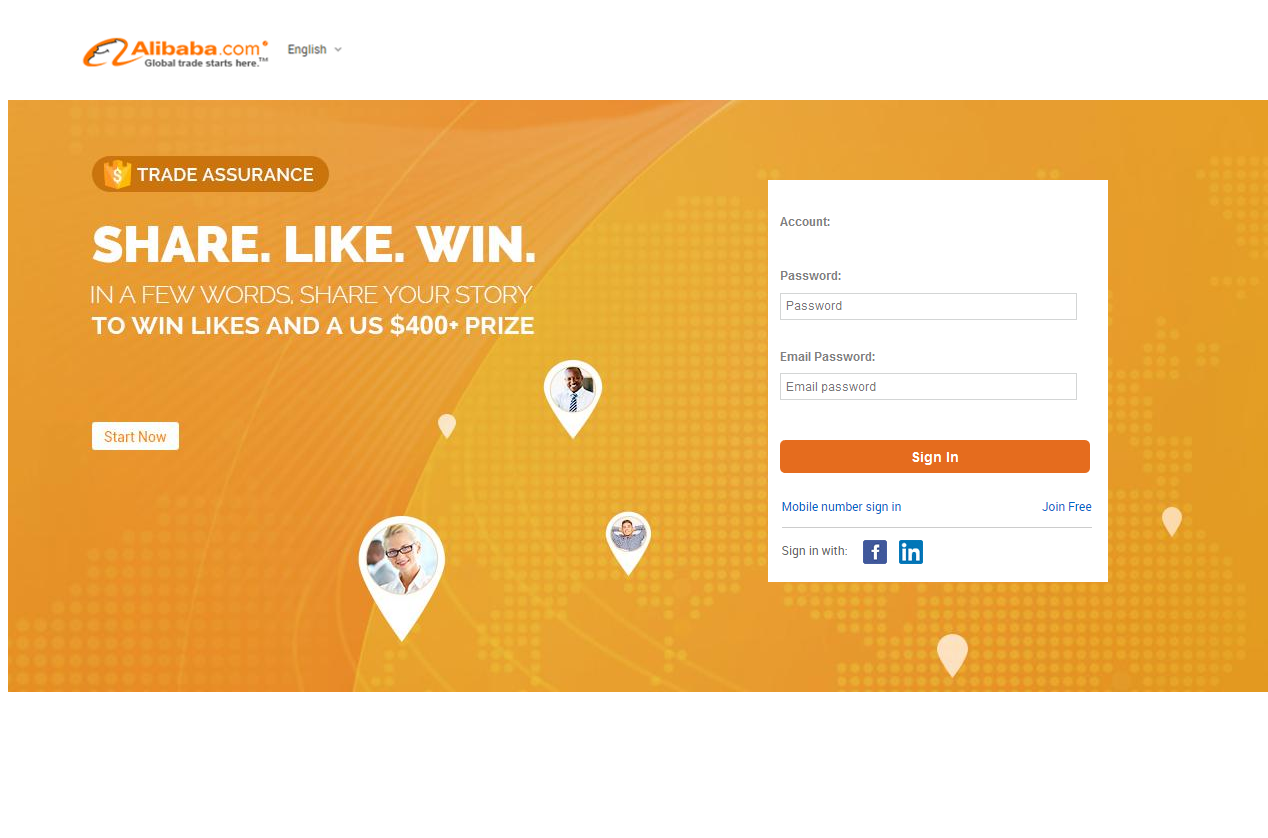 Alibaba.com
Global trade starts here.™
English
TRADE ASSURANCE
SHARE. LIKE. WIN.
IN A FEW WORDS, SHARE YOUR STORY
TO WIN LIKES AND A US $400+ PRIZE
Start Now
Account:
Password:
Password
Email Password:
Email password
Sign In
Mobile number sign in Join Free
Sign in with: f in